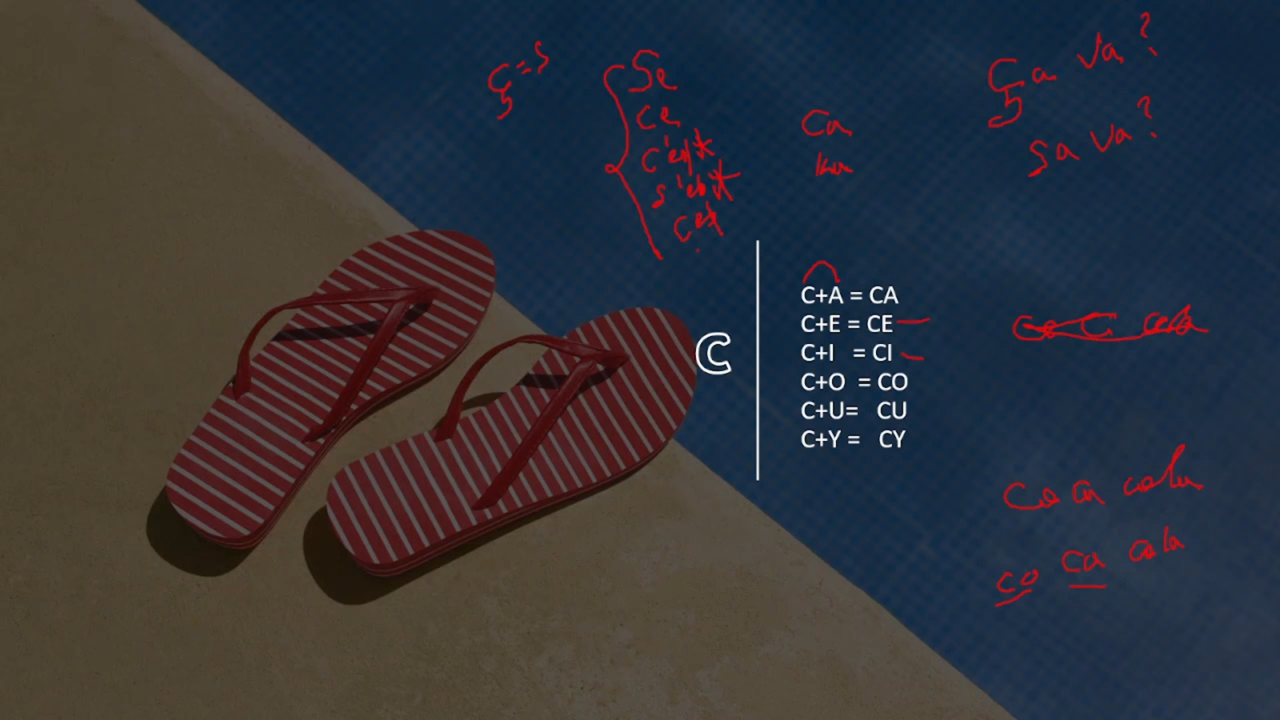 ç=s
Se
Ce
C'est
s'est
Cet
Ca
ka
Ça va?
Sa va?
C
C+A = CA
C+E = CE
C+I = CI
C+O = CO
C+U= CU
C+Y = CY
Co Ca cola
co Ca cola